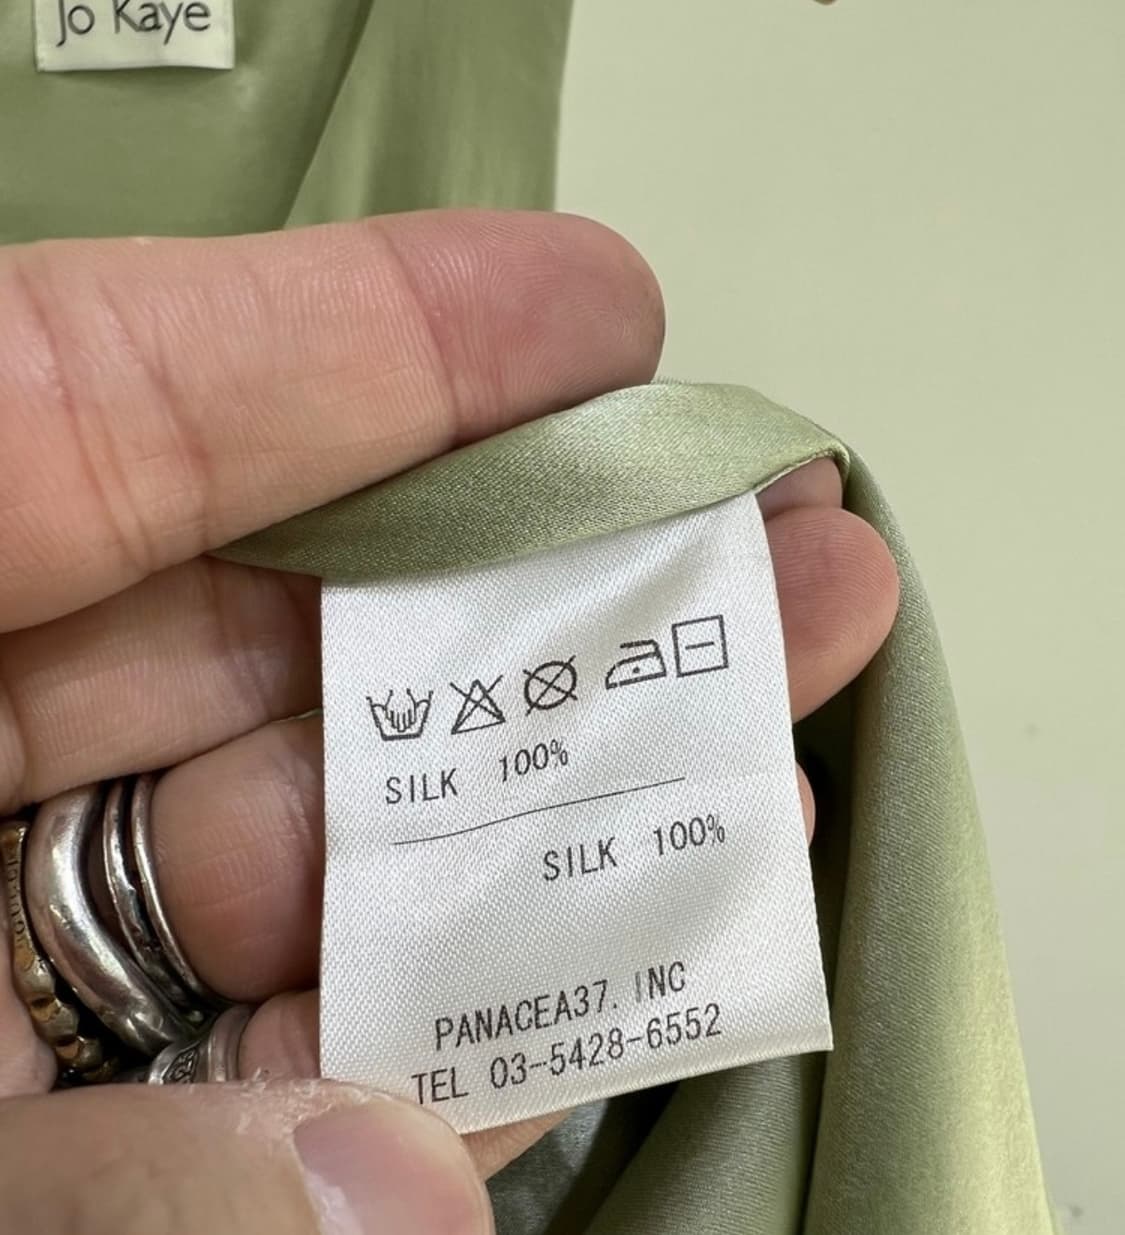 Jo Kaye
SILK 100%
SILK 100%
PANACEA37. INC
TEL 03-5428-6552